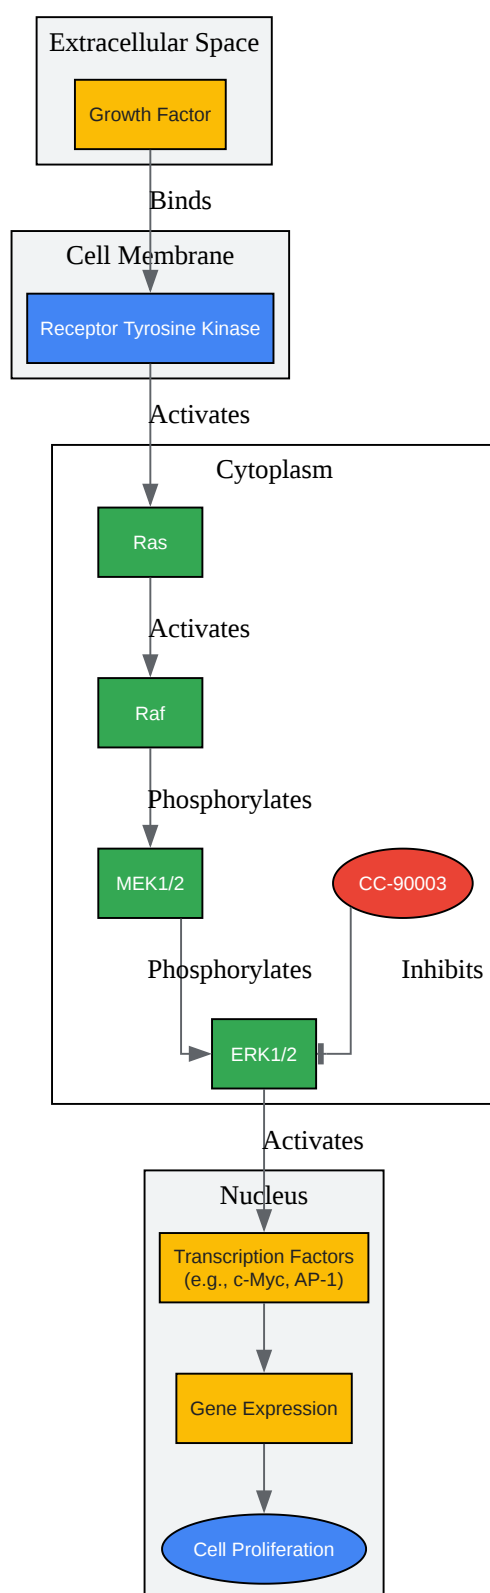 Extracellular Space
Growth Factor
Binds
Cell Membrane
Receptor Tyrosine Kinase
Activates
Cytoplasm
Ras
Activates
Raf
Phosphorylates
MEK1/2
CC-90003
Phosphorylates
Inhibits
ERK1/2
Activates
Nucleus
Transcription Factors
(e.g., c-Myc, AP-1)
Gene Expression
Cell Proliferation